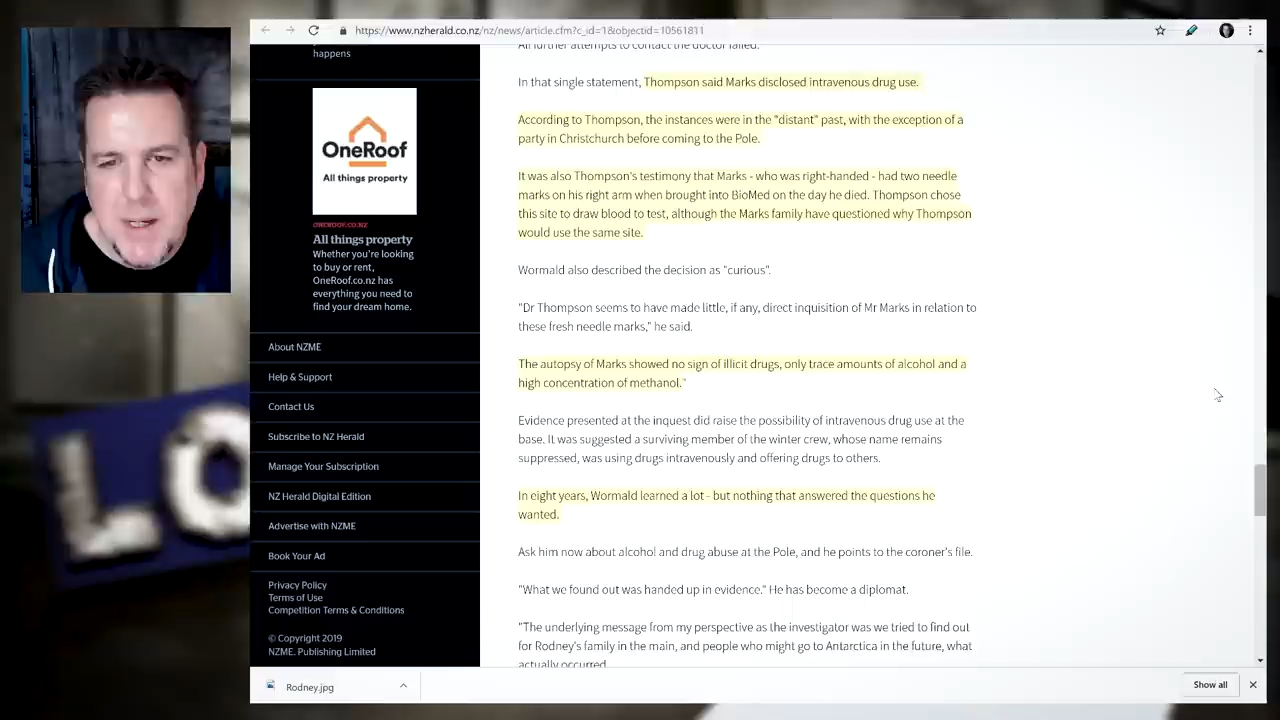 https://www.nzherald.co.nz/nz/news/article.cfm?c_id=1&objectid=10561811
happens
OneRoof
All things property
ONEROOF.CO.NZ
All things property
Whether you're looking
to buy or rent,
OneRoof.co.nz has
everything you need to
find your dream home.
About NZME
Help & Support
Contact Us
Subscribe to NZ Herald
Manage Your Subscription
NZ Herald Digital Edition
Advertise with NZME
Book Your Ad
Privacy Policy
Terms of Use
Competition Terms & Conditions
© Copyright 2019
NZME. Publishing Limited
All further attempts to contact the doctor failed.
In that single statement, Thompson said Marks disclosed intravenous drug use.
According to Thompson, the instances were in the "distant" past, with the exception of a
party in Christchurch before coming to the Pole.
It was also Thompson's testimony that Marks - who was right-handed - had two needle
marks on his right arm when brought into BioMed on the day he died. Thompson chose
this site to draw blood to test, although the Marks family have questioned why Thompson
would use the same site.
Wormald also described the decision as "curious".
"Dr Thompson seems to have made little, if any, direct inquisition of Mr Marks in relation to
these fresh needle marks," he said.
The autopsy of Marks showed no sign of illicit drugs, only trace amounts of alcohol and a
high concentration of methanol."
Evidence presented at the inquest did raise the possibility of intravenous drug use at the
base. It was suggested a surviving member of the winter crew, whose name remains
suppressed, was using drugs intravenously and offering drugs to others.
In eight years, Wormald learned a lot - but nothing that answered the questions he
wanted.
Ask him now about alcohol and drug abuse at the Pole, and he points to the coroner's file.
"What we found out was handed up in evidence." He has become a diplomat.
"The underlying message from my perspective as the investigator was we tried to find out
for Rodney's family in the main, and people who might go to Antarctica in the future, what
actually occurred.
LO
Rodney.jpg
Show all